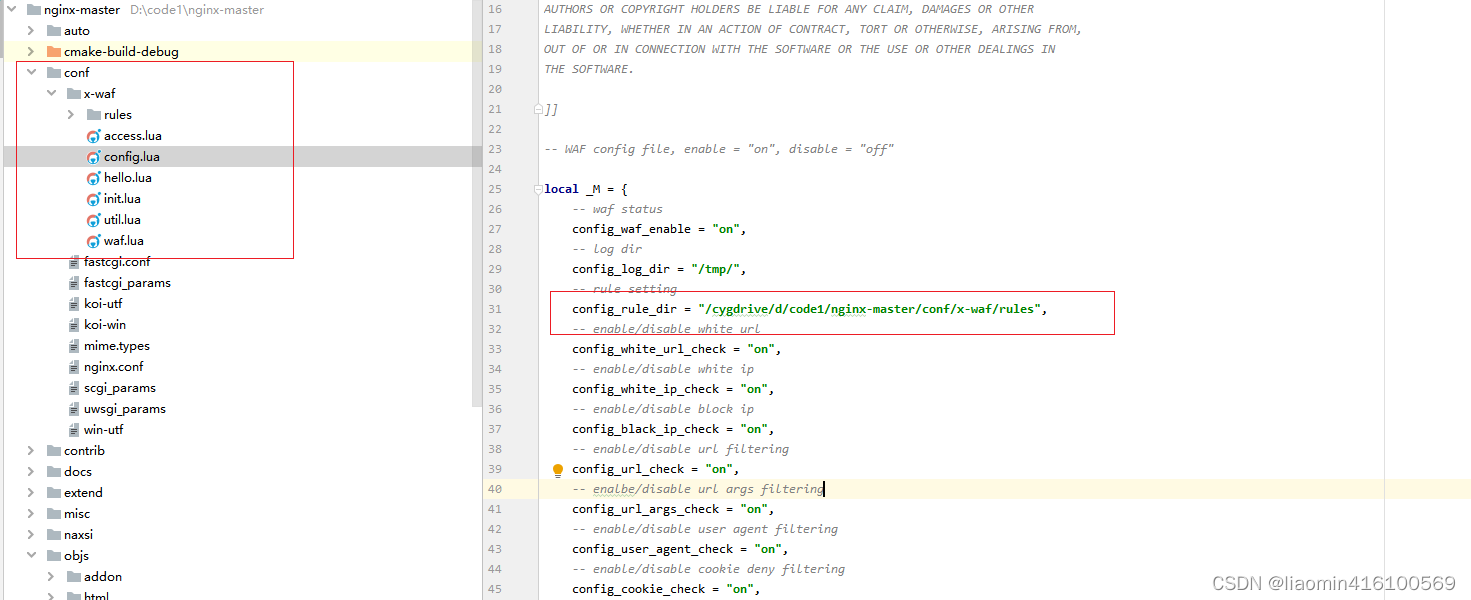 nginx-master D:\code1\nginx-master
auto
cmake-build-debug
conf
x-waf
rules
access.lua
config.lua
hello.lua
init.lua
util.lua
waf.lua
fastcgi.conf
fastcgi_params
koi-utf
koi-win
mime.types
nginx.conf
scgi_params
uwsgi_params
win-utf
contrib
docs
extend
misc
naxsi
objs
addon
html
16 AUTHORS OR COPYRIGHT HOLDERS BE LIABLE FOR ANY CLAIM, DAMAGES OR OTHER
17 LIABILITY, WHETHER IN AN ACTION OF CONTRACT, TORT OR OTHERWISE, ARISING FROM,
18 OUT OF OR IN CONNECTION WITH THE SOFTWARE OR THE USE OR OTHER DEALINGS IN
19 THE SOFTWARE.
20
21 ]]
22
23 -- WAF config file, enable = "on", disable = "off"
24
25 local _M = {
26 -- waf status
27 config_waf_enable = "on",
28 -- log dir
29 config_log_dir = "/tmp/",
30 -- rule setting
31 config_rule_dir = "/cygdrive/d/code1/nginx-master/conf/x-waf/rules",
32 -- enable/disable white url
33 config_white_url_check = "on",
34 -- enable/disable white ip
35 config_white_ip_check = "on",
36 -- enable/disable block ip
37 config_black_ip_check = "on",
38 -- enable/disable url filtering
39 config_url_check = "on",
40 -- enalbe/disable url args filtering
41 config_url_args_check = "on",
42 -- enable/disable user agent filtering
43 config_user_agent_check = "on",
44 -- enable/disable cookie deny filtering
45 config_cookie_check = "on",
CSDN @liaomin416100569